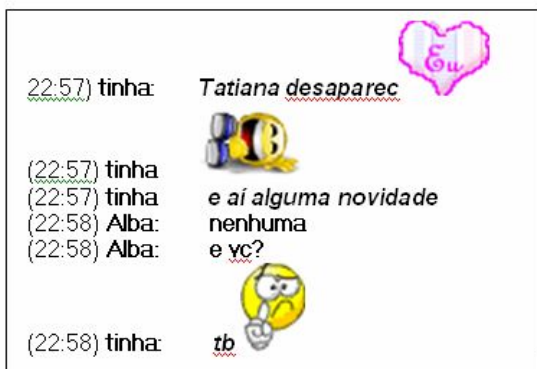 22:57) tinha: Tatiana desaparec Eu
(22:57) tinha
(22:57) tinha e aí alguma novidade
(22:58) Alba: nenhuma
(22:58) Alba: e vc?
(22:58) tinha: tb